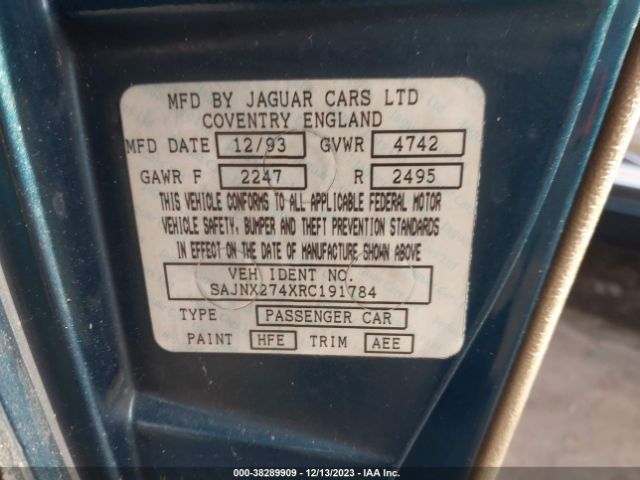 MFD BY JAGUAR CARS LTD
COVENTRY ENGLAND
MFD DATE 12/93 GVWR 4742
GAWR F 2247 R 2495
THIS VEHICLE CONFORMS TO ALL APPLICABLE FEDERAL MOTOR
VEHICLE SAFETY, BUMPER AND THEFT PREVENTION STANDARDS
IN EFFECT ON THE DATE OF MANUFACTURE SHOWN ABOVE
VEH IDENT NO.
SAJNX274XRC191784
TYPE PASSENGER CAR
PAINT HFE TRIM AEE
000-38289909 - 12/13/2023 - IAA Inc.